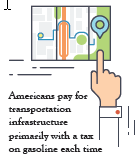 Americans pay for
transportation
infrastructure
primarily with a tax
on gasoline each time